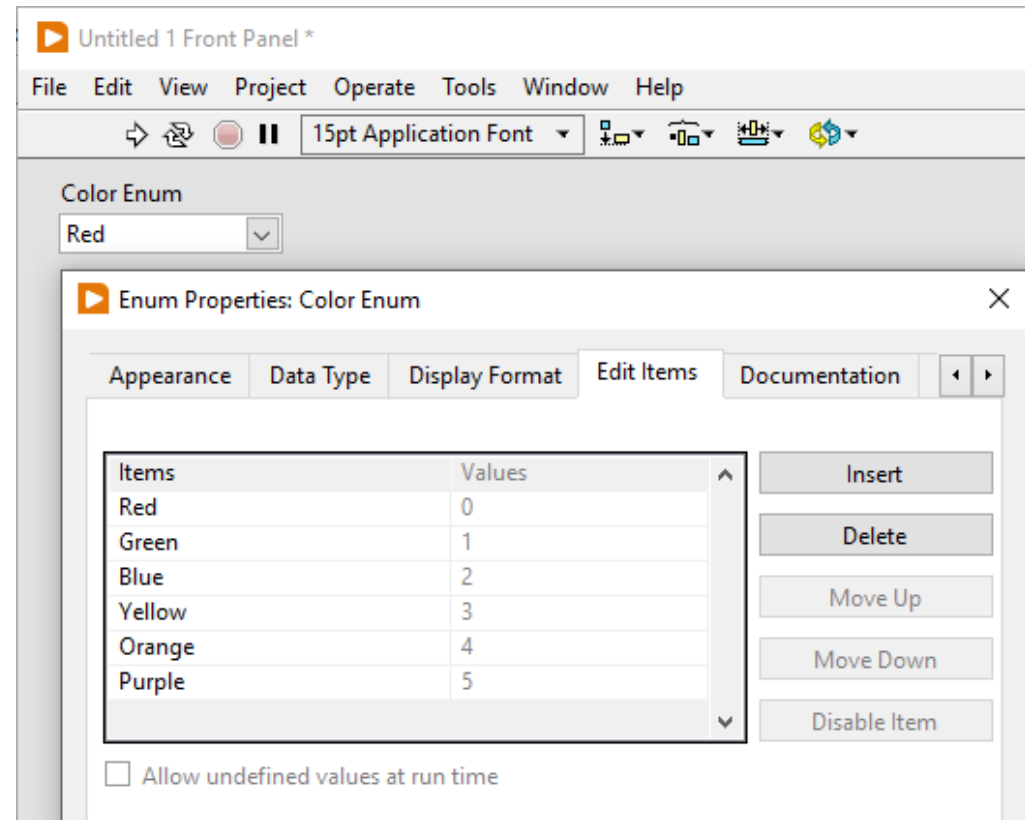 Untitled 1 Front Panel *
File Edit View Project Operate Tools Window Help
15pt Application Font
Color Enum
Red
Enum Properties: Color Enum
Appearance Data Type Display Format Edit Items Documentation
Items Values Insert
Red 0
Green 1 Delete
Blue 2
Yellow 3 Move Up
Orange 4 Move Down
Purple 5
Disable Item
Allow undefined values at run time